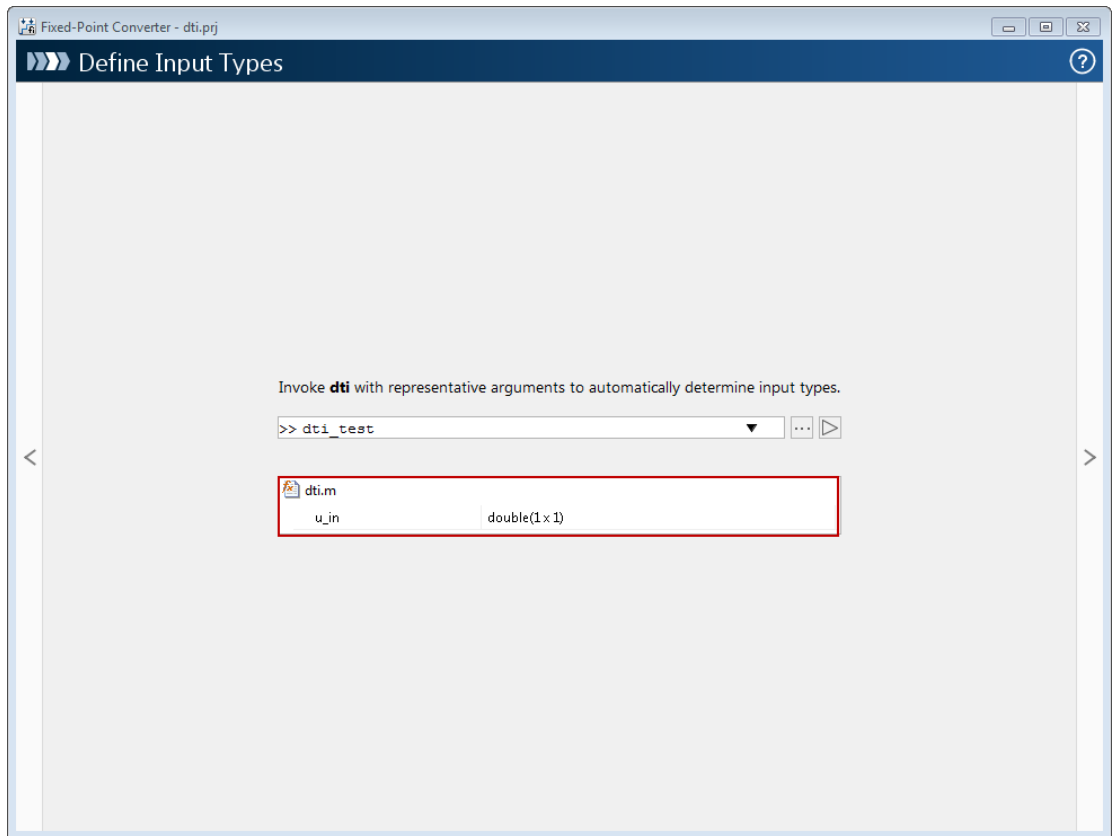 Fixed-Point Converter - dti.prj
Define Input Types ?
Invoke dti with representative arguments to automatically determine input types.
>> dti_test ...
dti.m
u_in double(1 x 1)
< >